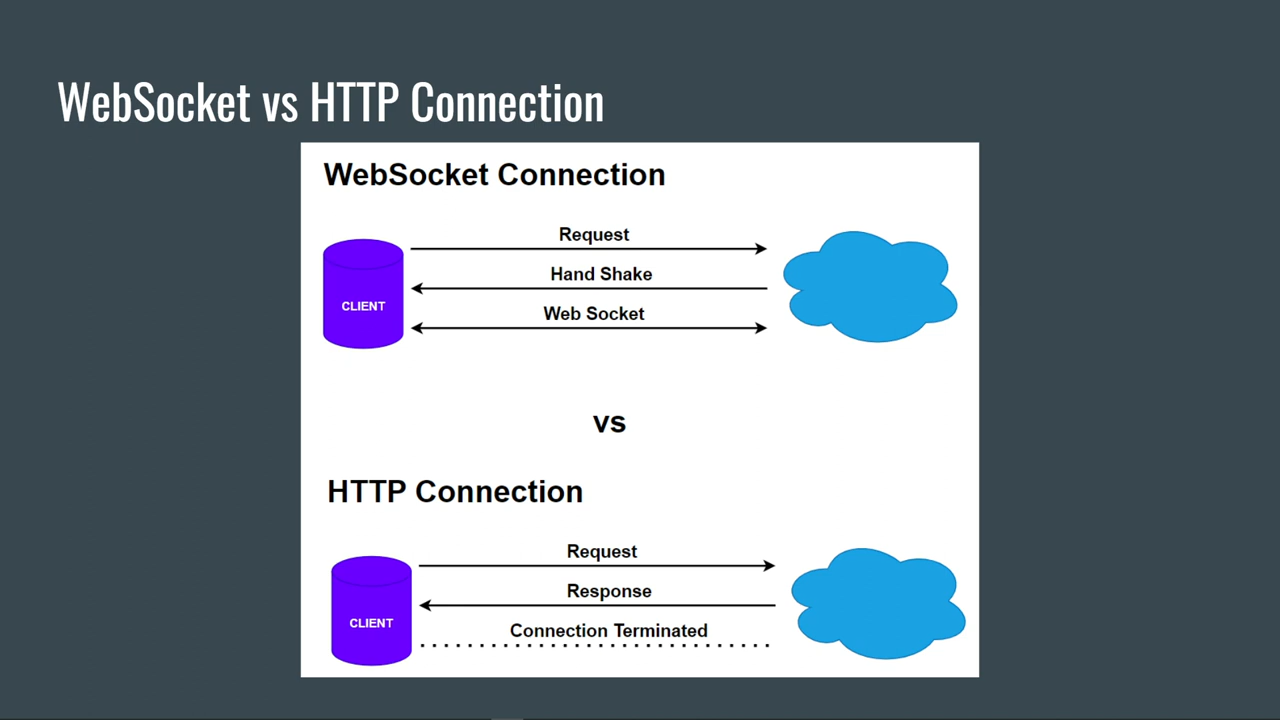 WebSocket vs HTTP Connection
WebSocket Connection
Request
Hand Shake
Web Socket
CLIENT
vs
HTTP Connection
Request
Response
Connection Terminated
CLIENT